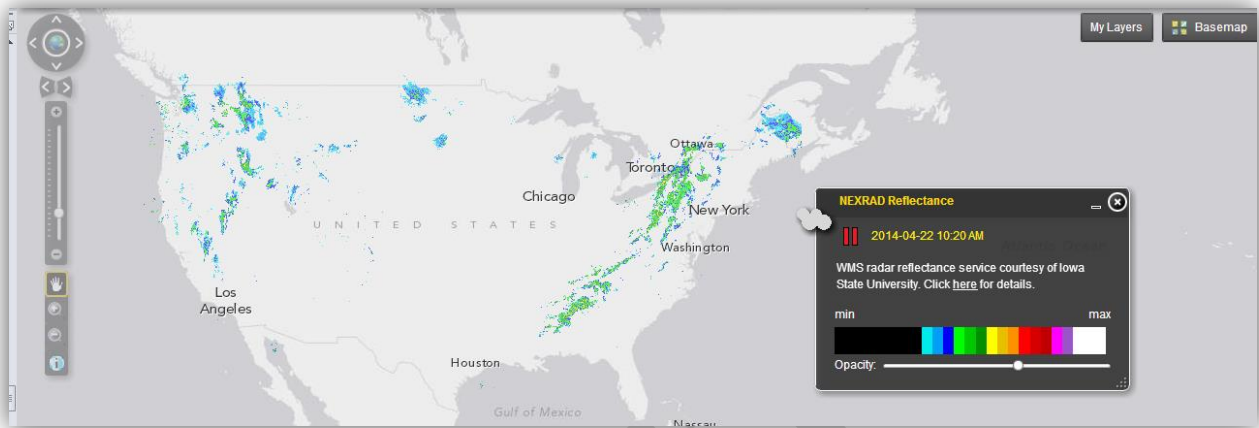 My Layers
Basemap
Ottawa
Toronto
Chicago
New York
UNITED STATES
Washington
Los
Angeles
Houston
Gulf of Mexico
Nassau
NEXRAD Reflectance
2014-04-22 10:20 AM
WMS radar reflectance service courtesy of Iowa
State University. Click here for details.
min
max
Opacity: